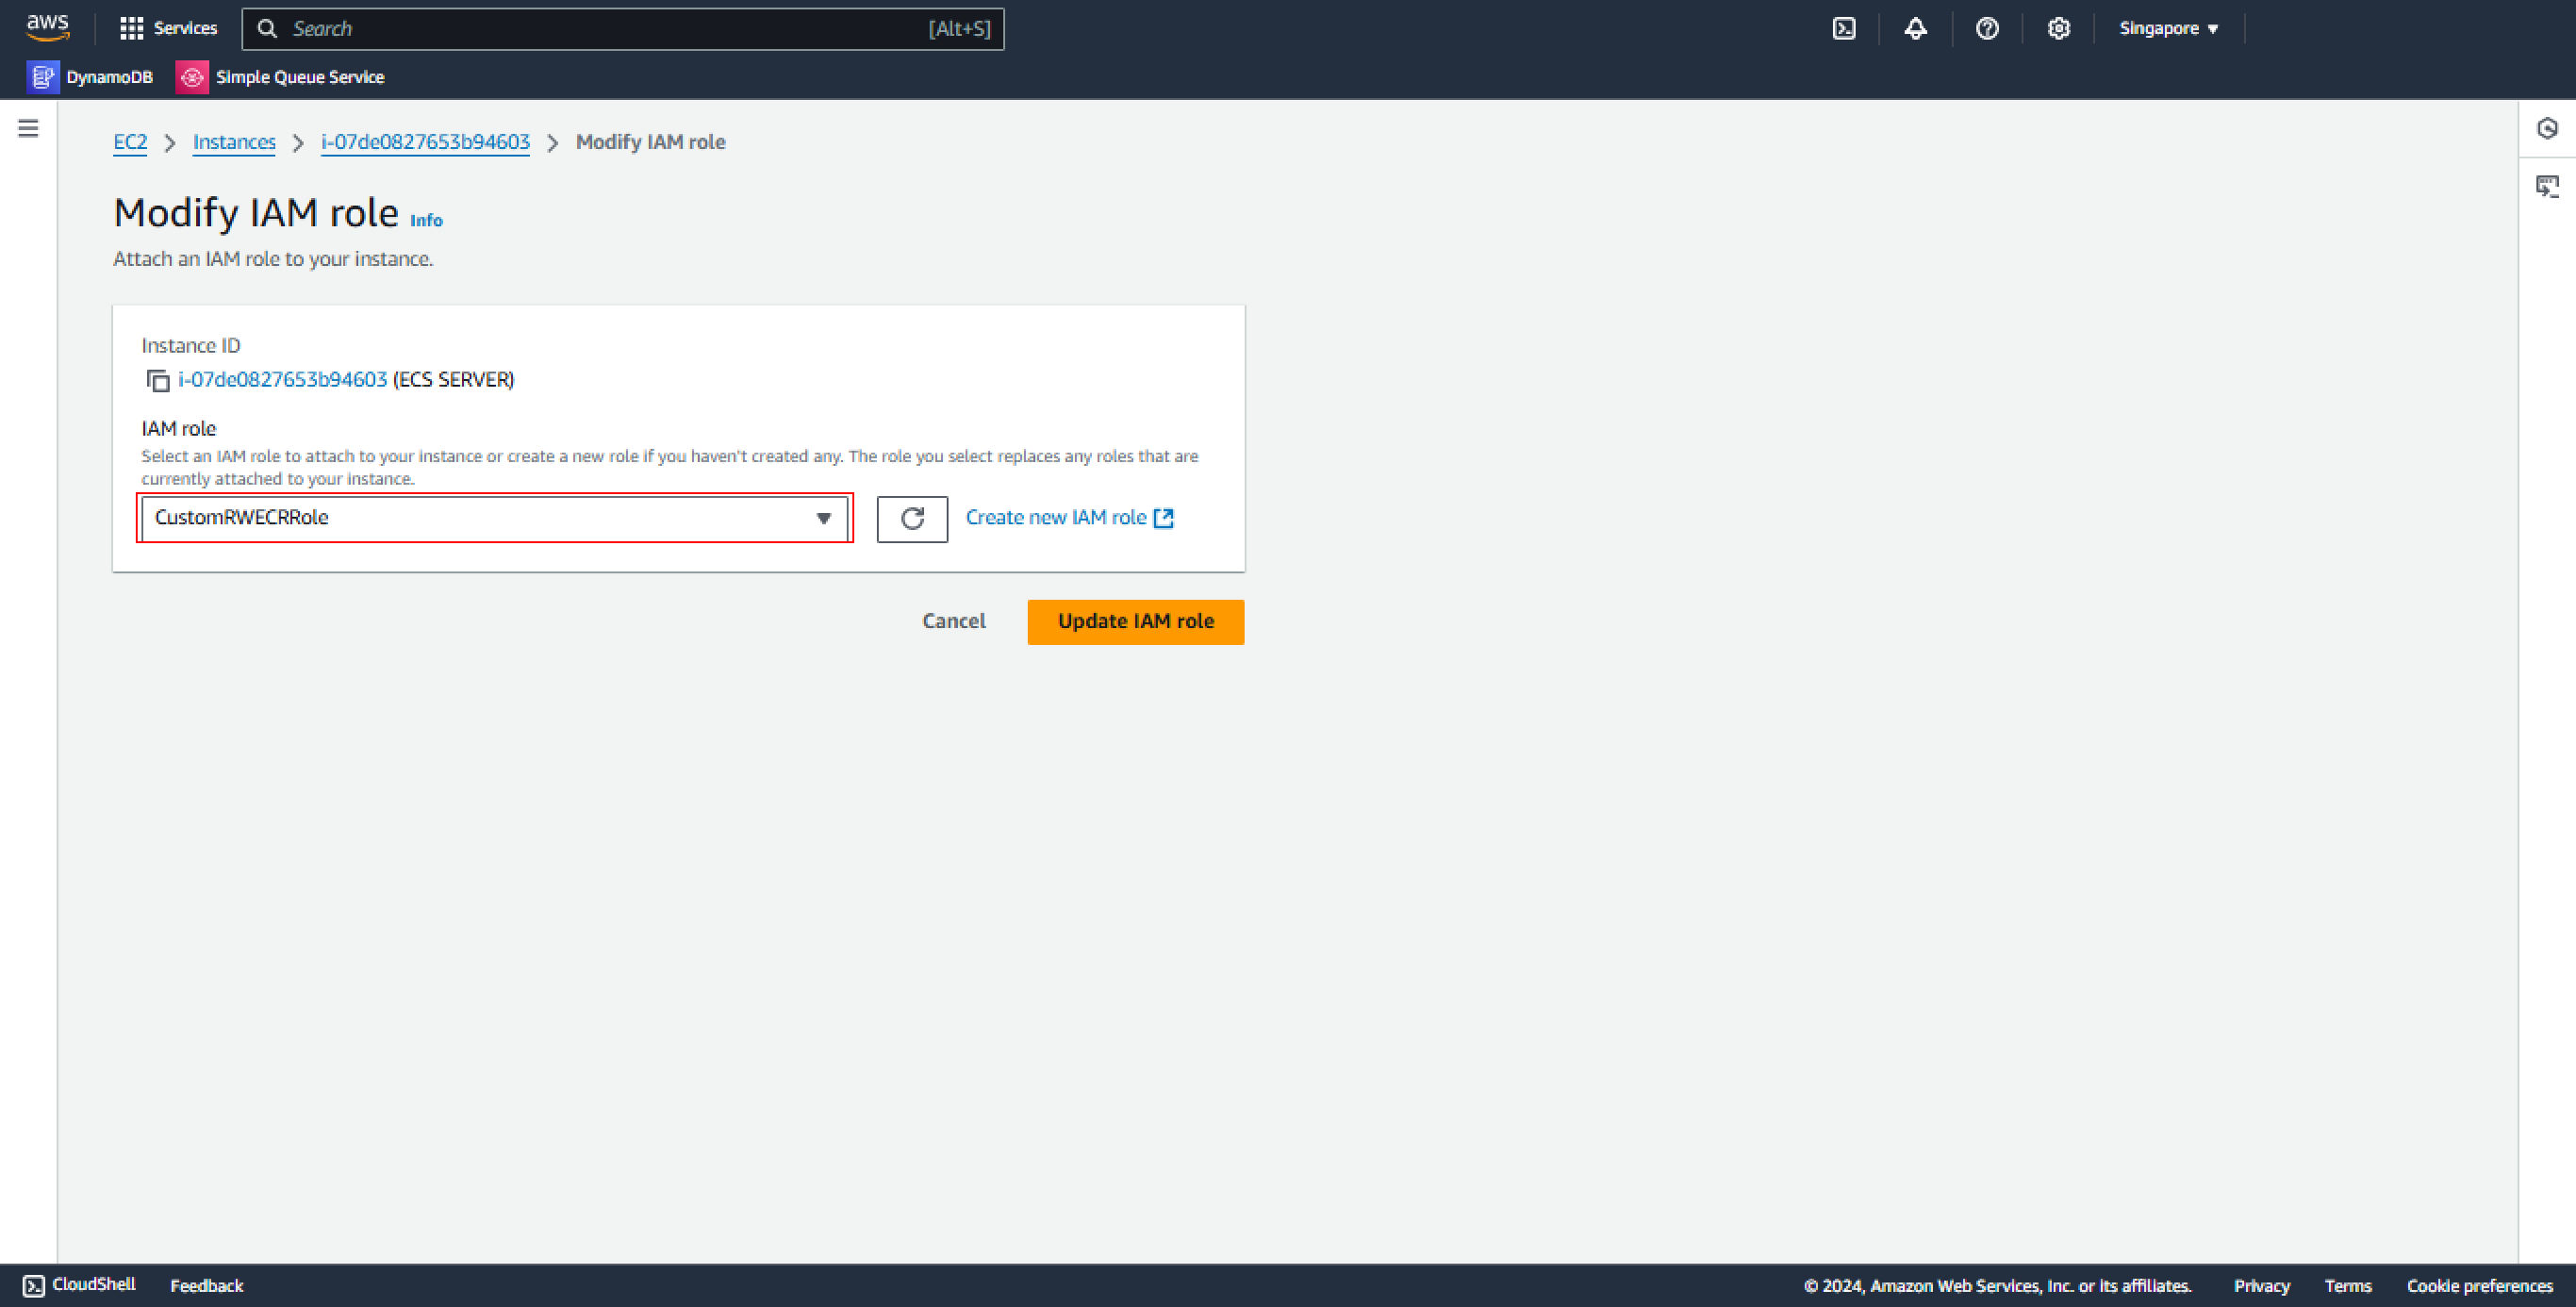 aws
Services
Search
[Alt+S]
Singapore
DynamoDB
Simple Queue Service
EC2
Instances
i-07de0827653b94603
Modify IAM role
Modify IAM role Info
Attach an IAM role to your instance.
Instance ID
i-07de0827653b94603 (ECS SERVER)
IAM role
Select an IAM role to attach to your instance or create a new role if you haven't created any. The role you select replaces any roles that are
currently attached to your instance.
CustomRWECRRole
Create new IAM role
Cancel
Update IAM role
CloudShell
Feedback
© 2024, Amazon Web Services, Inc. or its affiliates.
Privacy
Terms
Cookie preferences